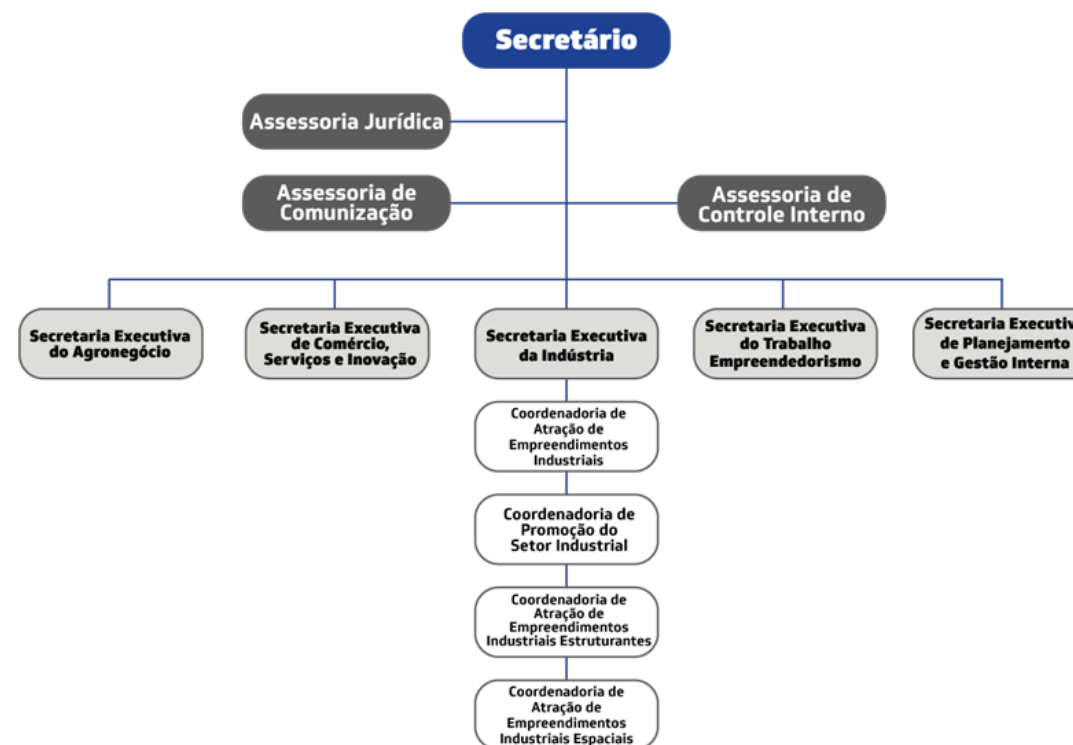 Secretário
Assessoria Jurídica
Assessoria de
Comunização
Assessoria de
Controle Interno
Secretaria Executiva
do Agronegócio
Secretaria Executiva
de Comércio,
Serviços e Inovação
Secretaria Executiva
da Indústria
Secretaria Executiva
do Trabalho
Empreendedorismo
Secretaria Executiv
de Planejamento
e Gestão Interna
Coordenadoria de
Atração de
Empreendimentos
Industriais
Coordenadoria de
Promoção do
Setor Industrial
Coordenadoria de
Atração de
Empreendimentos
Industriais Estruturantes
Coordenadoria de
Atração de
Empreendimentos
Industriais Espaciais